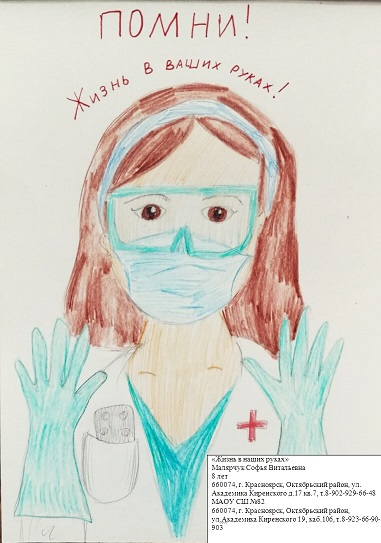 ПОМНИ!
Жизнь в ваших руках!
«Жизнь в наших руках»
Малярчук Софья Витальевна
8 лет
660074, г. Красноярск, Октябрьский район, ул.
Академика Киренского д.17 кв.7, т.8-902-929-66-48
МАОУ СШ №82
660074, г. Красноярск, Октябрьский район,
ул.Академика Киренского 19, каб.106, т.8-923-66-90-
903